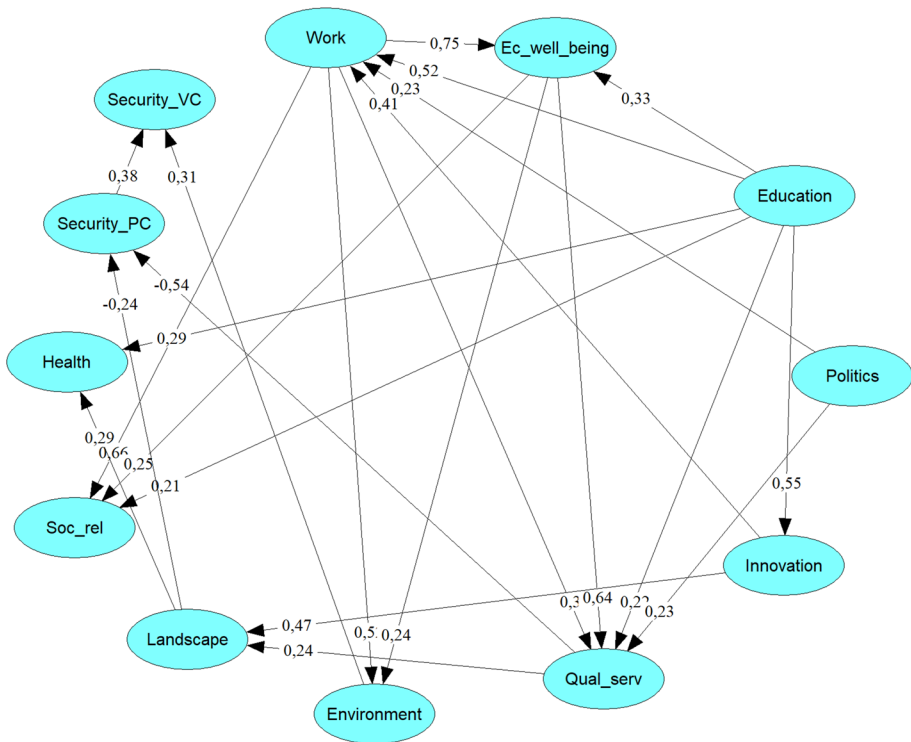 Work
0,75
Ec_well_being
0,52
0,23
0,41
0,33
Security_VC
0,38
0,31
Education
Security_PC
-0,54
-0,24
0,29
Health
Politics
0,29
0,66
0,25
0,21
0,55
Soc_rel
Innovation
0,64
0,22
0,23
0,47
Landscape
0,24
0,24
Qual_serv
Environment